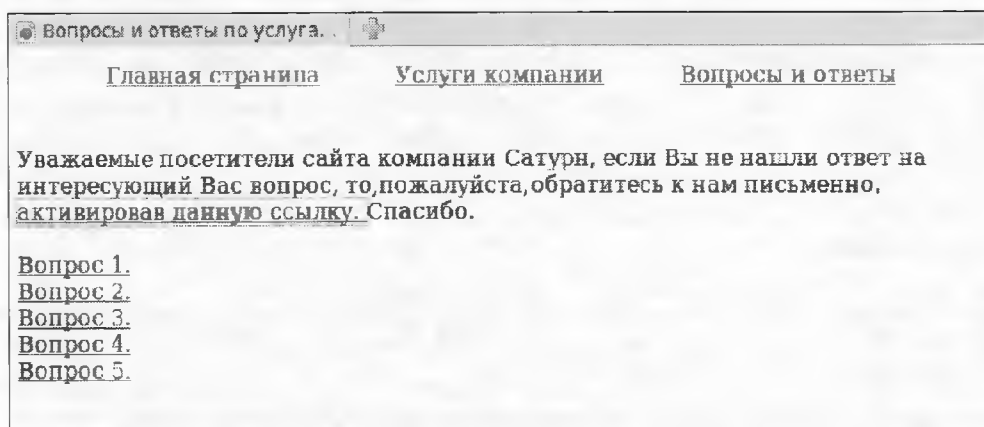 Вопросы и ответы по услуга. .
Главная страница Услуги компании Вопросы и ответы
Уважаемые посетители сайта компании Сатурн, если Вы не нашли ответ на
интересующий Вас вопрос, то,пожалуйста,обратитесь к нам письменно,
активировав данную ссылку. Спасибо.
Вопрос 1.
Вопрос 2.
Вопрос 3.
Вопрос 4.
Вопрос 5.